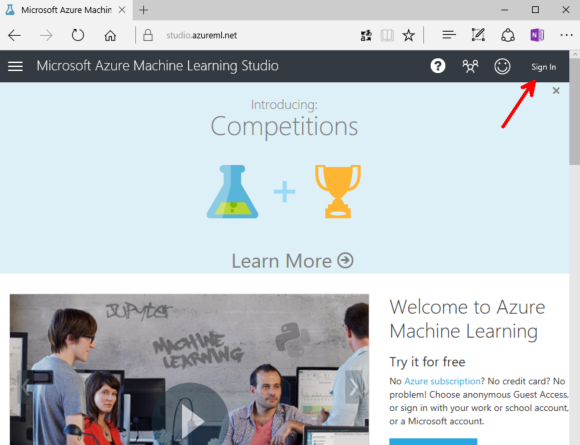 Microsoft Azure Machin
studio.azureml.net
Microsoft Azure Machine Learning Studio
Sign In
Introducing:
Competitions
Learn More
JUPYTER
MACHINE
LEARNING
Welcome to Azure
Machine Learning
Try it for free
No Azure subscription? No credit card? No
problem! Choose anonymous Guest Access,
or sign in with your work or school account,
or a Microsoft account.